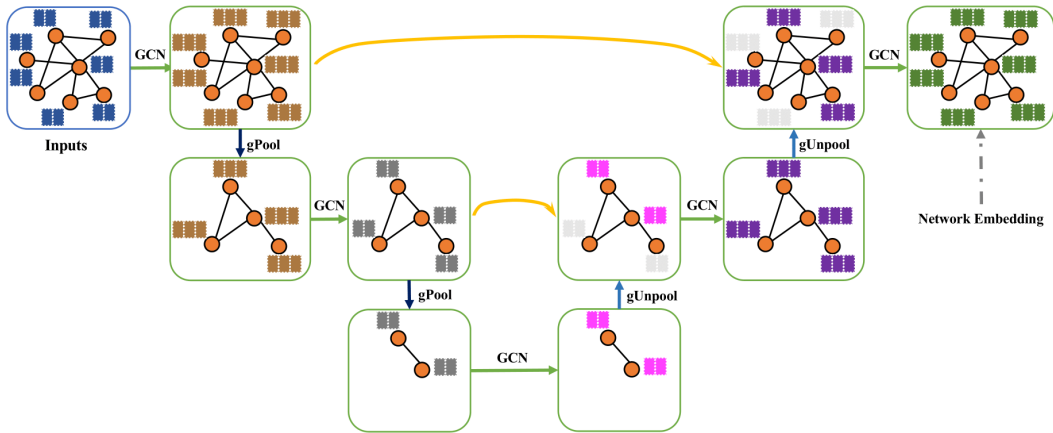 GCN
GCN
Inputs
gPool
gUnpool
GCN
GCN
Network Embedding
gPool
gUnpool
GCN